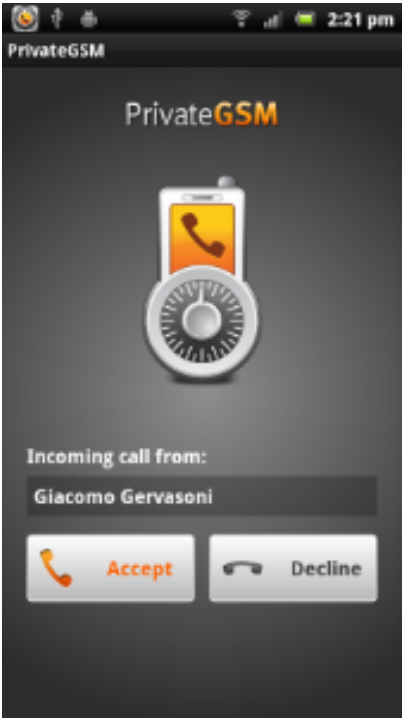 2:21 pm
PrivateGSM
PrivateGSM
Incoming call from:
Giacomo Gervasoni
Accept Decline